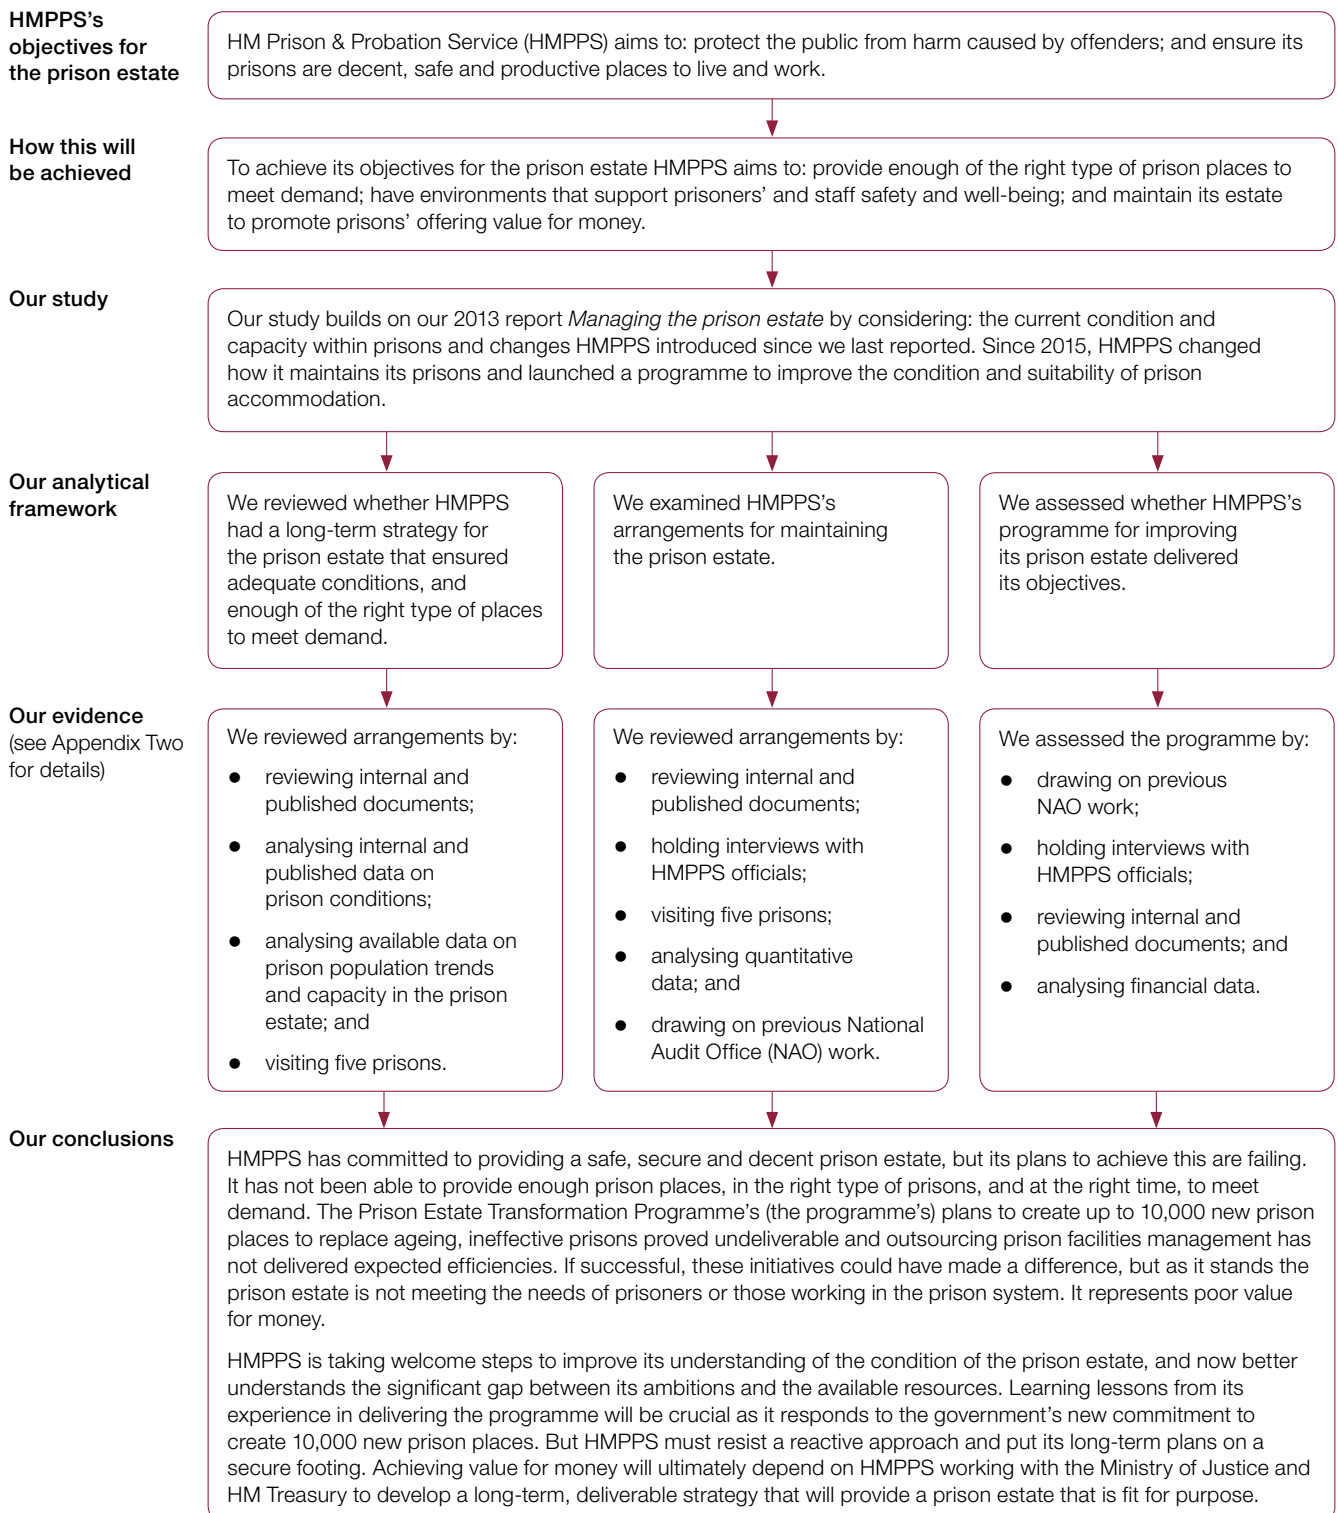 HMPPS's
objectives for
the prison estate
HM Prison & Probation Service (HMPPS) aims to: protect the public from harm caused by offenders; and ensure its
prisons are decent, safe and productive places to live and work.
How this will
be achieved
To achieve its objectives for the prison estate HMPPS aims to: provide enough of the right type of prison places to
meet demand; have environments that support prisoners' and staff safety and well-being; and maintain its estate
to promote prisons' offering value for money.
Our study
Our study builds on our 2013 report Managing the prison estate by considering: the current condition and
capacity within prisons and changes HMPPS introduced since we last reported. Since 2015, HMPPS changed
how it maintains its prisons and launched a programme to improve the condition and suitability of prison
accommodation.
Our analytical
framework
We reviewed whether HMPPS
had a long-term strategy for
the prison estate that ensured
adequate conditions, and
enough of the right type of places
to meet demand.
We examined HMPPS's
arrangements for maintaining
the prison estate.
We assessed whether HMPPS's
programme for improving
its prison estate delivered
its objectives.
Our evidence
(see Appendix Two
for details)
We reviewed arrangements by:
● reviewing internal and
published documents;
● analysing internal and
published data on
prison conditions;
● analysing available data on
prison population trends
and capacity in the prison
estate; and
● visiting five prisons.
We reviewed arrangements by:
● reviewing internal and
published documents;
● holding interviews with
HMPPS officials;
● visiting five prisons;
● analysing quantitative
data; and
● drawing on previous National
Audit Office (NAO) work.
We assessed the programme by:
● drawing on previous
NAO work;
● holding interviews with
HMPPS officials;
● reviewing internal and
published documents; and
● analysing financial data.
Our conclusions
HMPPS has committed to providing a safe, secure and decent prison estate, but its plans to achieve this are failing.
It has not been able to provide enough prison places, in the right type of prisons, and at the right time, to meet
demand. The Prison Estate Transformation Programme's (the programme's) plans to create up to 10,000 new prison
places to replace ageing, ineffective prisons proved undeliverable and outsourcing prison facilities management has
not delivered expected efficiencies. If successful, these initiatives could have made a difference, but as it stands the
prison estate is not meeting the needs of prisoners or those working in the prison system. It represents poor value
for money.
HMPPS is taking welcome steps to improve its understanding of the condition of the prison estate, and now better
understands the significant gap between its ambitions and the available resources. Learning lessons from its
experience in delivering the programme will be crucial as it responds to the government's new commitment to
create 10,000 new prison places. But HMPPS must resist a reactive approach and put its long-term plans on a
secure footing. Achieving value for money will ultimately depend on HMPPS working with the Ministry of Justice and
HM Treasury to develop a long-term, deliverable strategy that will provide a prison estate that is fit for purpose.